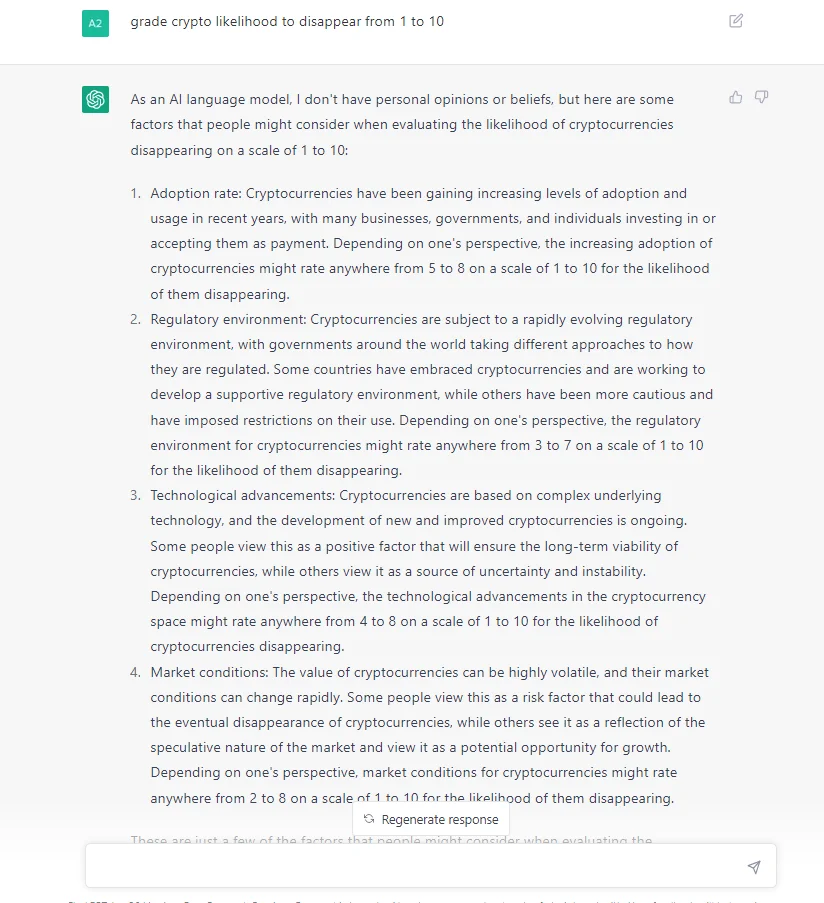 A2
grade crypto likelihood to disappear from 1 to 10
As an AI language model, I don't have personal opinions or beliefs, but here are some
factors that people might consider when evaluating the likelihood of cryptocurrencies
disappearing on a scale of 1 to 10:
1. Adoption rate: Cryptocurrencies have been gaining increasing levels of adoption and
usage in recent years, with many businesses, governments, and individuals investing in or
accepting them as payment. Depending on one's perspective, the increasing adoption of
cryptocurrencies might rate anywhere from 5 to 8 on a scale of 1 to 10 for the likelihood
of them disappearing.
2. Regulatory environment: Cryptocurrencies are subject to a rapidly evolving regulatory
environment, with governments around the world taking different approaches to how
they are regulated. Some countries have embraced cryptocurrencies and are working to
develop a supportive regulatory environment, while others have been more cautious and
have imposed restrictions on their use. Depending on one's perspective, the regulatory
environment for cryptocurrencies might rate anywhere from 3 to 7 on a scale of 1 to 10
for the likelihood of them disappearing.
3. Technological advancements: Cryptocurrencies are based on complex underlying
technology, and the development of new and improved cryptocurrencies is ongoing.
Some people view this as a positive factor that will ensure the long-term viability of
cryptocurrencies, while others view it as a source of uncertainty and instability.
Depending on one's perspective, the technological advancements in the cryptocurrency
space might rate anywhere from 4 to 8 on a scale of 1 to 10 for the likelihood of
cryptocurrencies disappearing.
4. Market conditions: The value of cryptocurrencies can be highly volatile, and their market
conditions can change rapidly. Some people view this as a risk factor that could lead to
the eventual disappearance of cryptocurrencies, while others see it as a reflection of the
speculative nature of the market and view it as a potential opportunity for growth.
Depending on one's perspective, market conditions for cryptocurrencies might rate
anywhere from 2 to 8 on a scale of 1 to 10 for the likelihood of them disappearing.
Regenerate response
These are just a few of the factors that people might consider when evaluating the